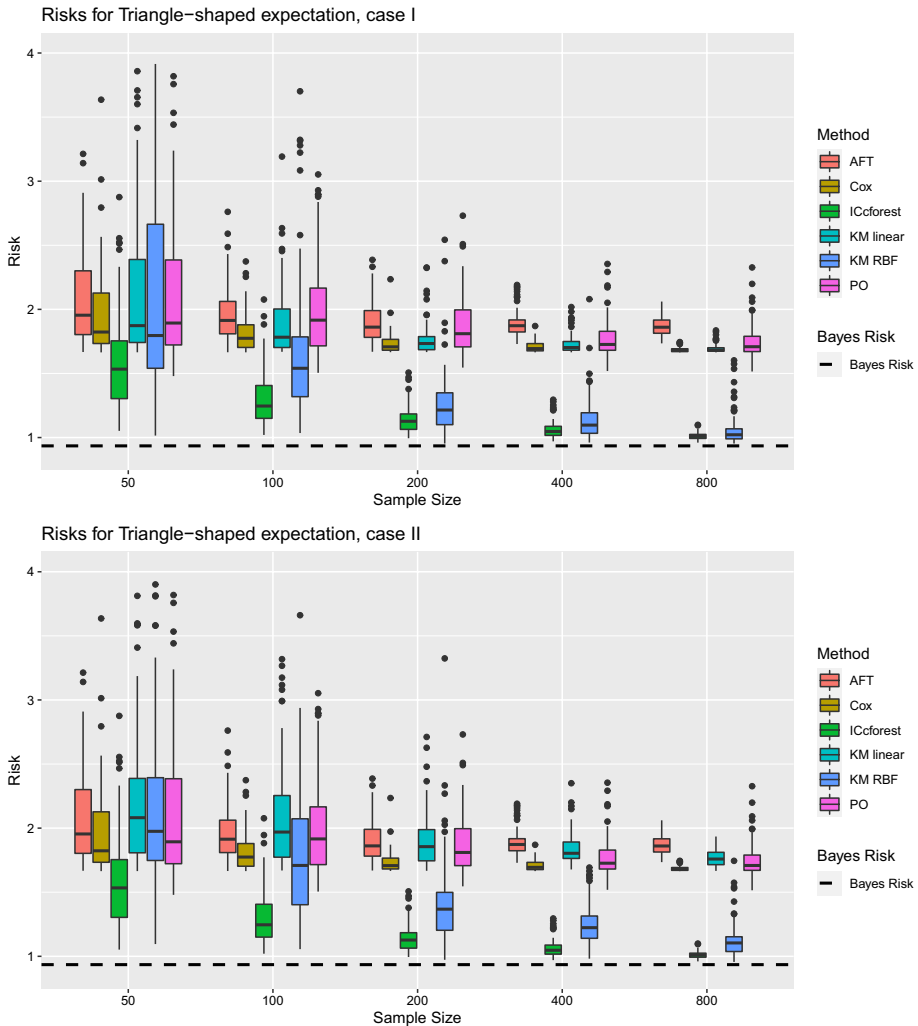 Risks for Triangle−shaped expectation, case I
4
3
2
1
Risk
50
100
200
400
800
Sample Size
Method
AFT
Cox
ICcforest
KM linear
KM RBF
PO
Bayes Risk
Bayes Risk
Risks for Triangle−shaped expectation, case II
4
3
2
1
Risk
50
100
200
400
800
Sample Size
Method
AFT
Cox
ICcforest
KM linear
KM RBF
PO
Bayes Risk
Bayes Risk